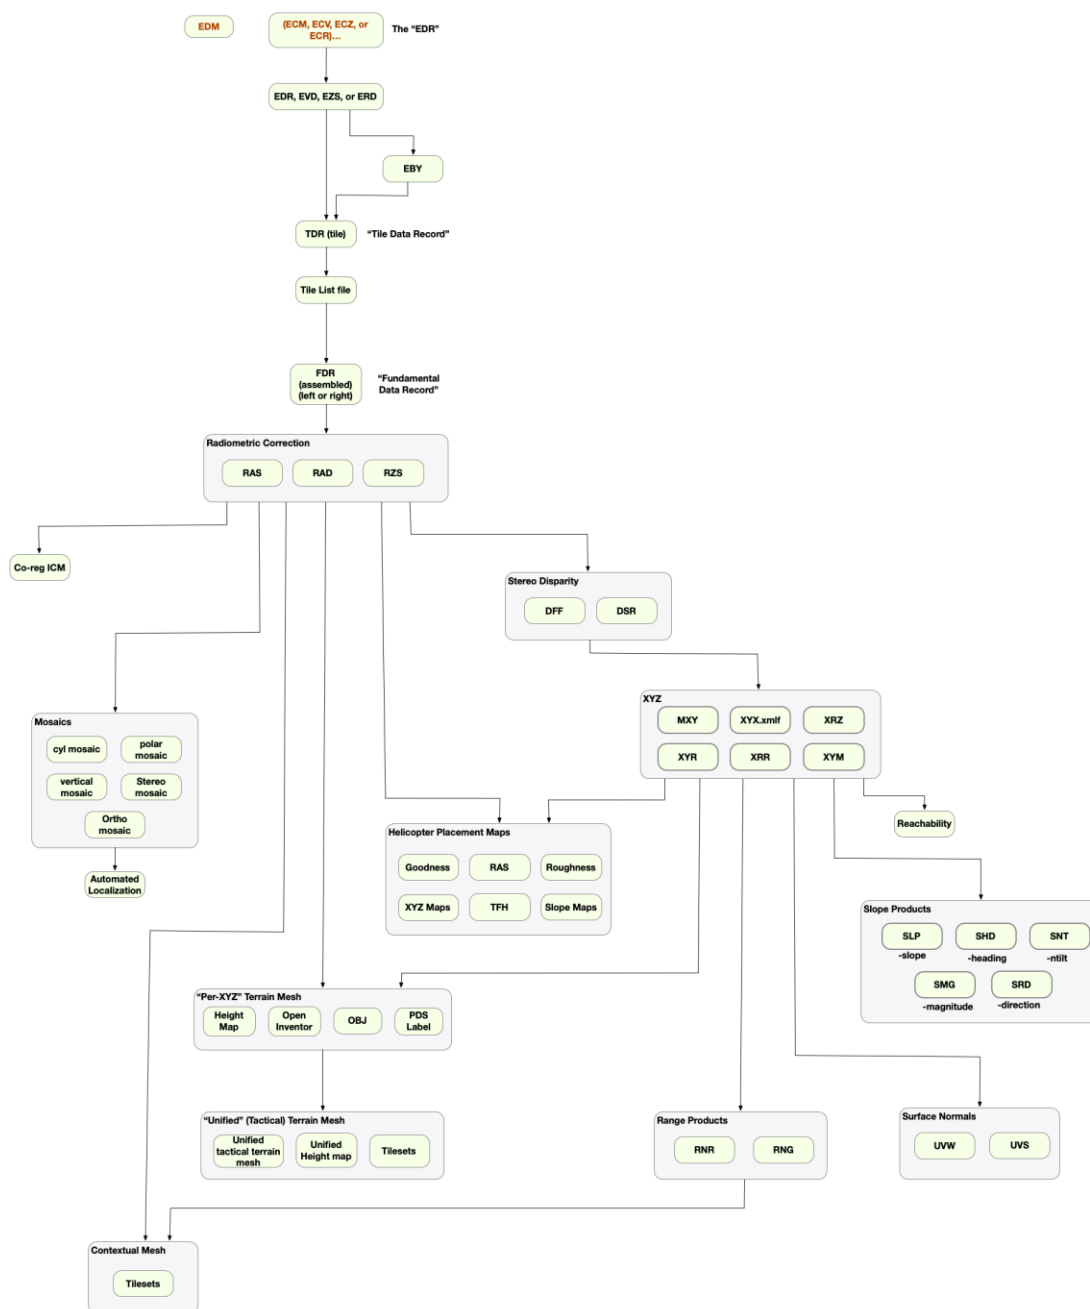 EDM
(ECM, ECV, ECZ, or
ECR)...
The “EDR”
EDR, EVD, EZS, or ERD
EBY
TDR (tile)
“Tile Data Record”
Tile List file
FDR
(assembled)
(left or right)
“Fundamental
Data Record”
Radiometric Correction
RAS
RAD
RZS
Co-reg ICM
Stereo Disparity
DFF
DSR
XYZ
MXY
XYX.xmlf
XRZ
XYR
XRR
XYM
Mosaics
cyl mosaic
polar
mosaic
vertical
mosaic
Stereo
mosaic
Ortho
mosaic
Automated
Localization
Helicopter Placement Maps
Goodness
RAS
Roughness
XYZ Maps
TFH
Slope Maps
Reachability
Slope Products
SLP
-slope
SHD
-heading
SNT
-ntilt
SMG
-magnitude
SRD
-direction
“Per-XYZ” Terrain Mesh
Height
Map
Open
Inventor
OBJ
PDS
Label
“Unified” (Tactical) Terrain Mesh
Unified
tactical terrain
mesh
Unified
Height map
Tilesets
Range Products
RNR
RNG
Surface Normals
UVW
UVS
Contextual Mesh
Tilesets